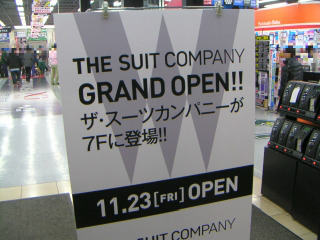 THE SUIT COMPANY
GRAND OPEN!!
ザ・スーツカンパニーが
7Fに登場!!
11.23[FRI] OPEN
THE SUIT COMPANY